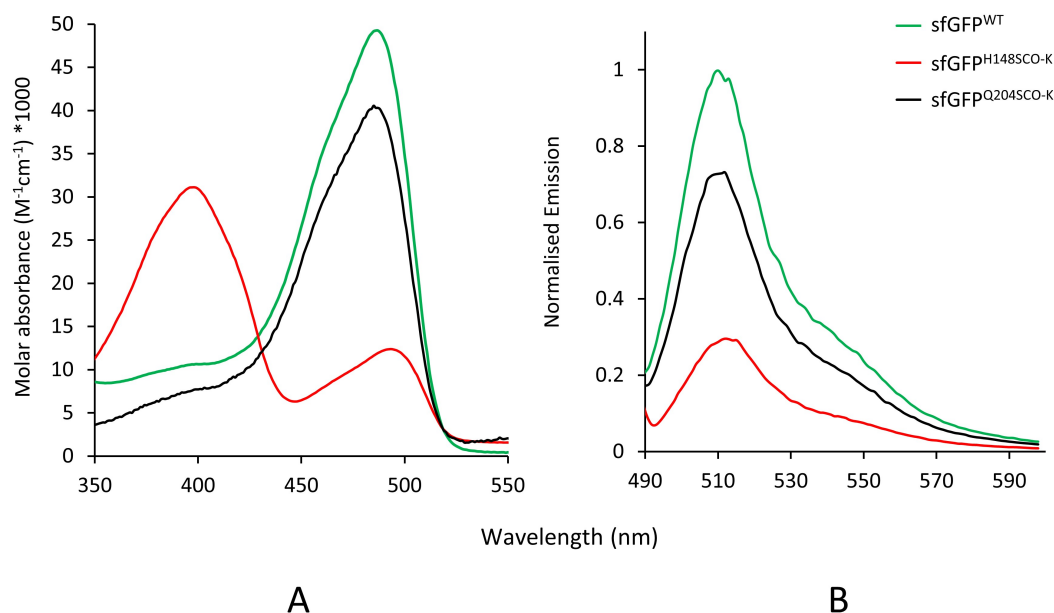 sfGFP^WT
sfGFP^H148SCO-K
sfGFP^Q204SCO-K
Molar absorbance (M^-1cm^-1) *1000
50
45
40
35
30
25
20
15
10
5
0
350 400 450 500 550
Normalised Emission
1
0.8
0.6
0.4
0.2
0
490 510 530 550 570 590
Wavelength (nm)
A B